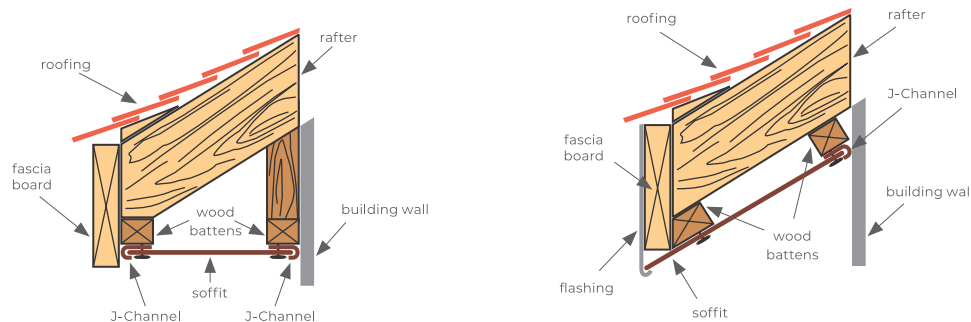 roofing
rafter
fascia
board
wood
battens
building wall
J-Channel
soffit
J-Channel
roofing
rafter
J-Channel
fascia
board
building wal
wood
battens
flashing
soffit